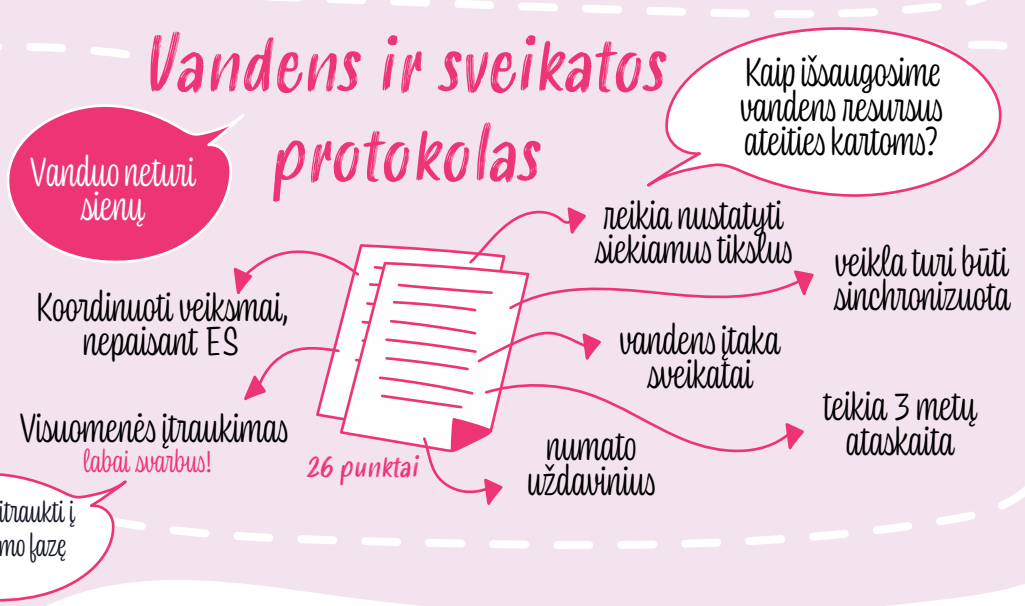 Vandens ir sveikatos
protokolas
Kaip išsaugosime
vandens resursus
ateities kartoms?
Vanduo neturi
sienų
reikia nustatyti
siekiamus tikslus
veikla turi būti
sinchronizuota
Koordinuoti veiksmai,
nepaisant ES
vandens įtaka
sveikatai
teikia 3 metų
ataskaita
Visuomenės įtraukimas
labai svarbus!
26 punktai
numato
uždavinius
itraukti į
fazę